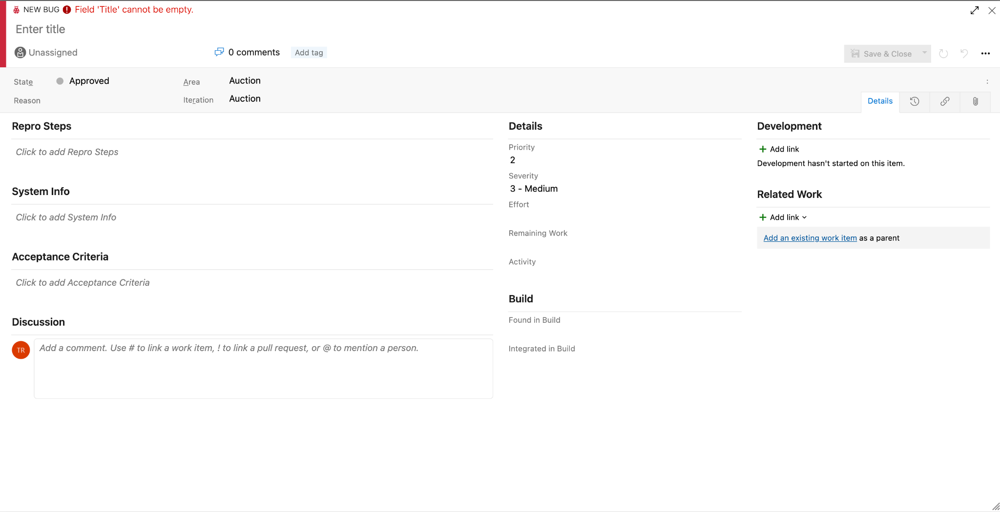 NEW BUG Field 'Title' cannot be empty.
Enter title
Unassigned
0 comments
Add tag
Save & Close
State
Approved
Area
Auction
Reason
Iteration
Auction
Details
Repro Steps
Click to add Repro Steps
System Info
Click to add System Info
Acceptance Criteria
Click to add Acceptance Criteria
Discussion
TR
Add a comment. Use # to link a work item, ! to link a pull request, or @ to mention a person.
Details
Priority
2
Severity
3 - Medium
Effort
Remaining Work
Activity
Build
Found in Build
Integrated in Build
Development
Add link
Development hasn't started on this item.
Related Work
Add link
Add an existing work item as a parent